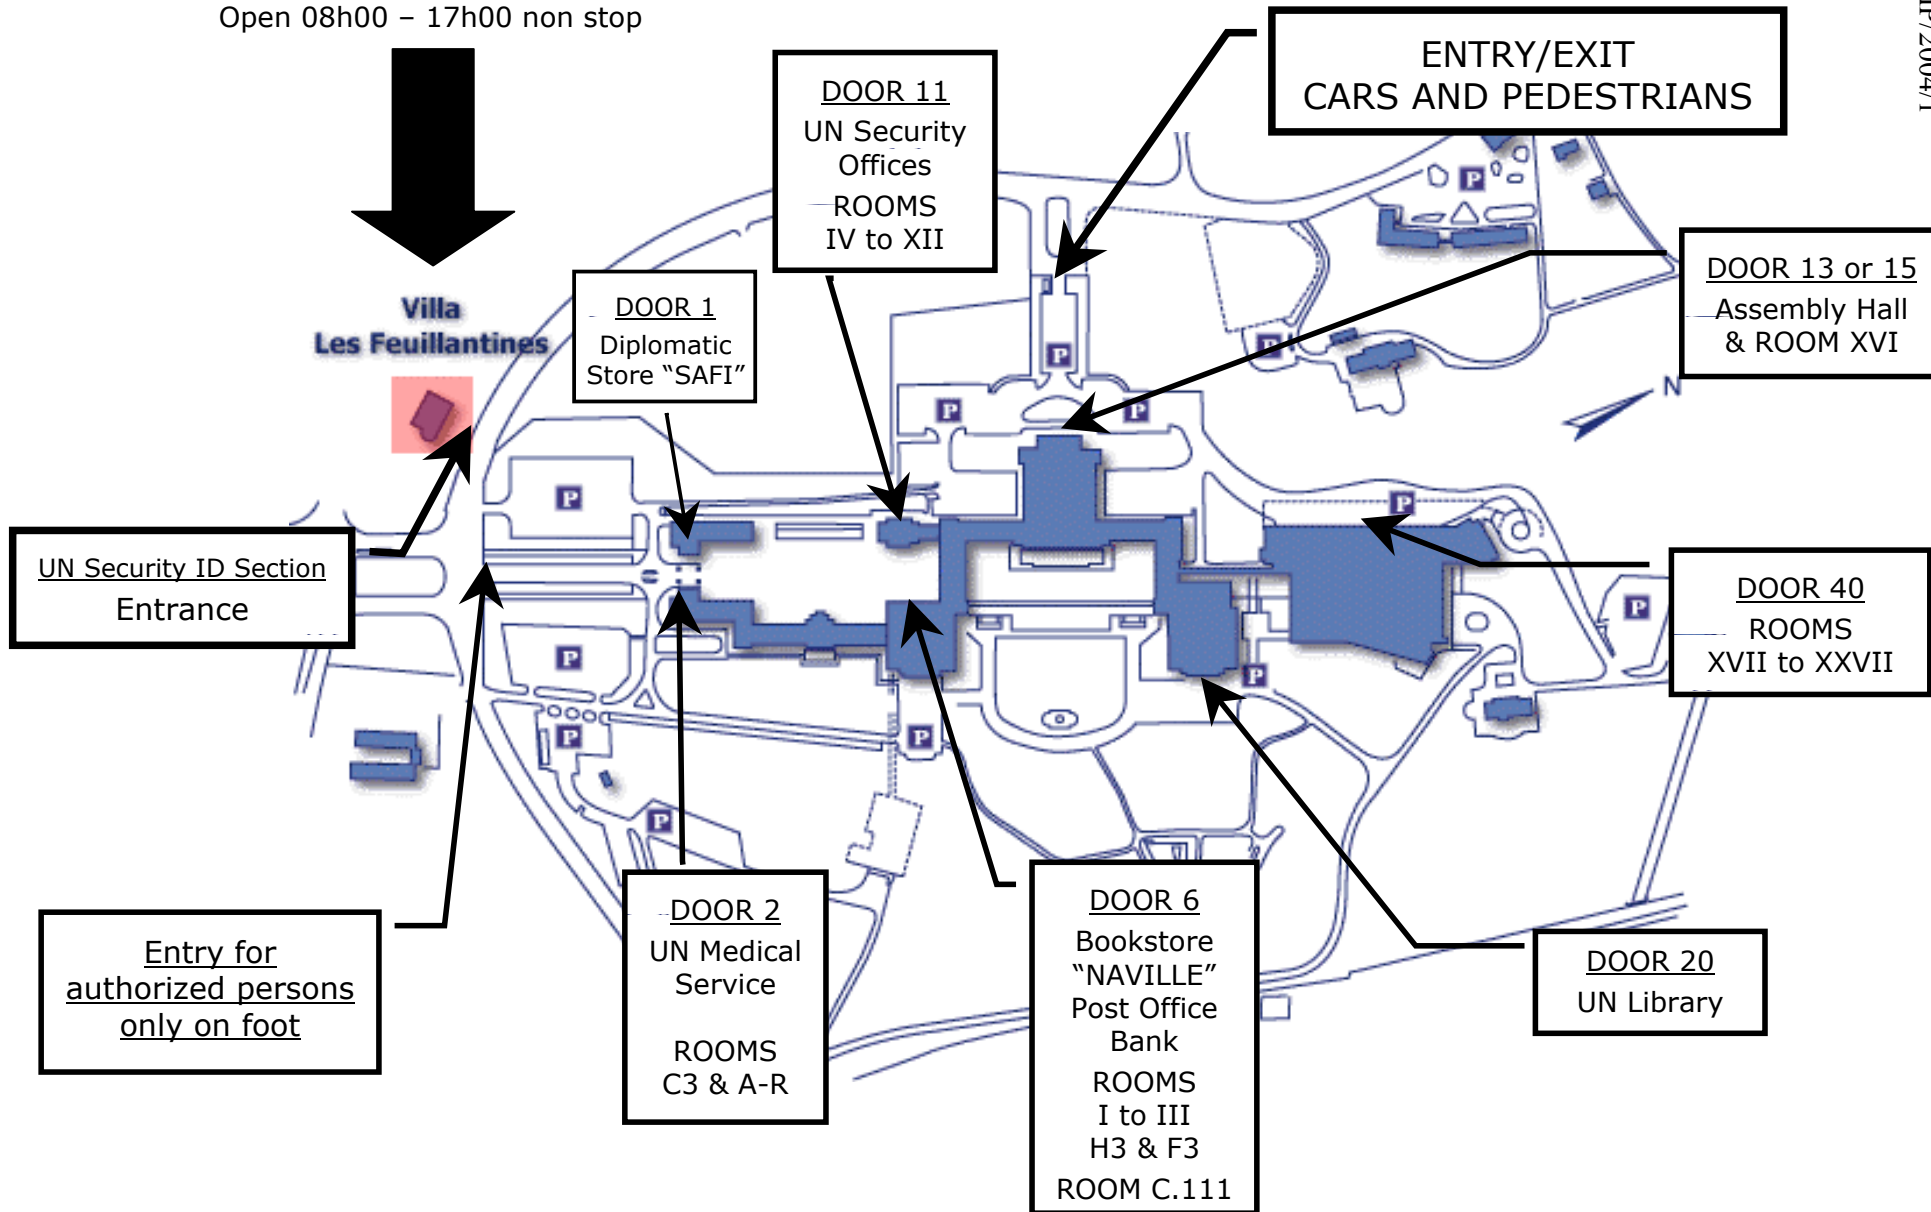 Open 08h00 – 17h00 non stop
ENTRY/EXIT
CARS AND PEDESTRIANS
DOOR 11
UN Security
Offices
ROOMS
IV to XII
DOOR 13 or 15
Assembly Hall
& ROOM XVI
Villa
Les Feuillantines
DOOR 1
Diplomatic
Store “SAFI”
P
P
P
P
P
N
P
P
UN Security ID Section
Entrance
DOOR 40
ROOMS
XVII to XXVII
P
P
P
P
P
P
Entry for
authorized persons
only on foot
DOOR 2
UN Medical
Service
ROOMS
C3 & A-R
DOOR 6
Bookstore
“NAVILLE”
Post Office
Bank
ROOMS
I to III
H3 & F3
ROOM C.111
DOOR 20
UN Library